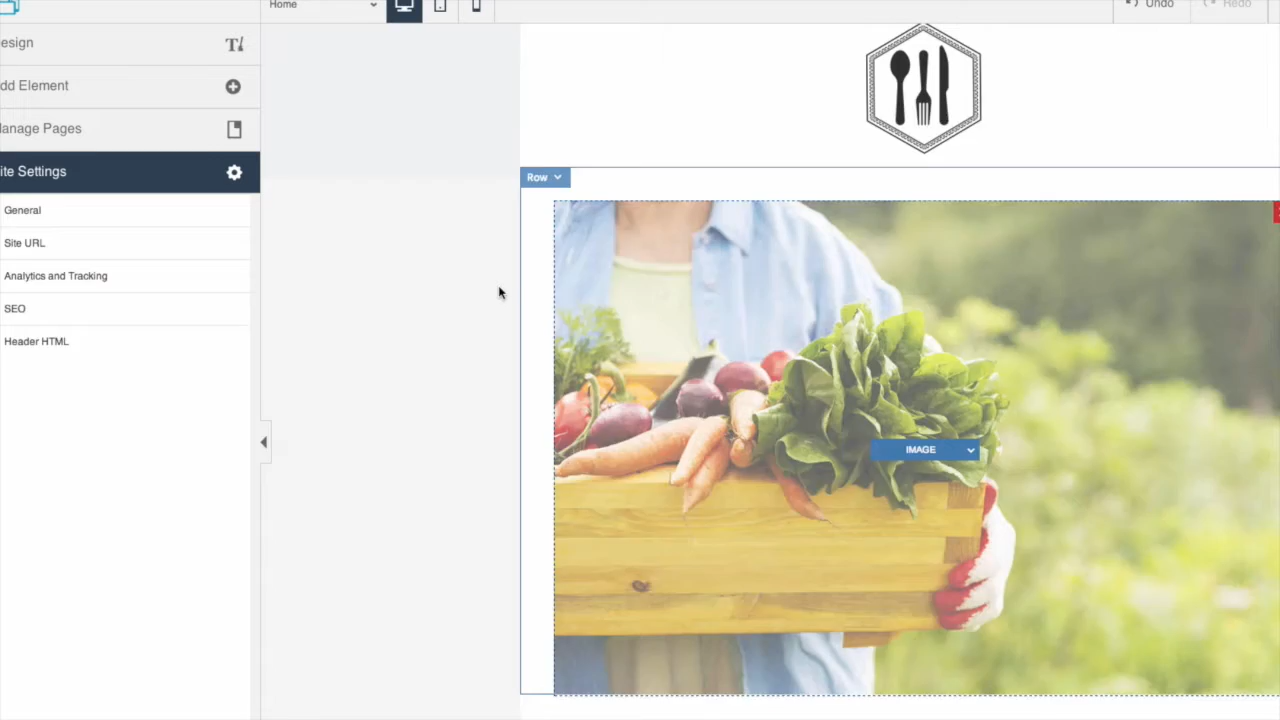 Home
Undo
Redo
esign
dd Element
anage Pages
ite Settings
General
Site URL
Analytics and Tracking
SEO
Header HTML
Row
IMAGE